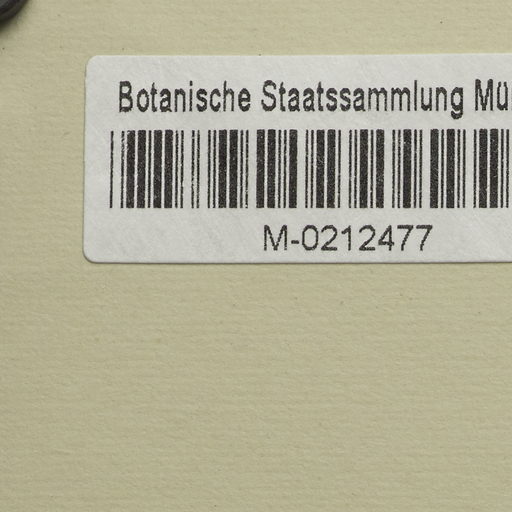 Botanische Staatssammlung Mü
M-0212477